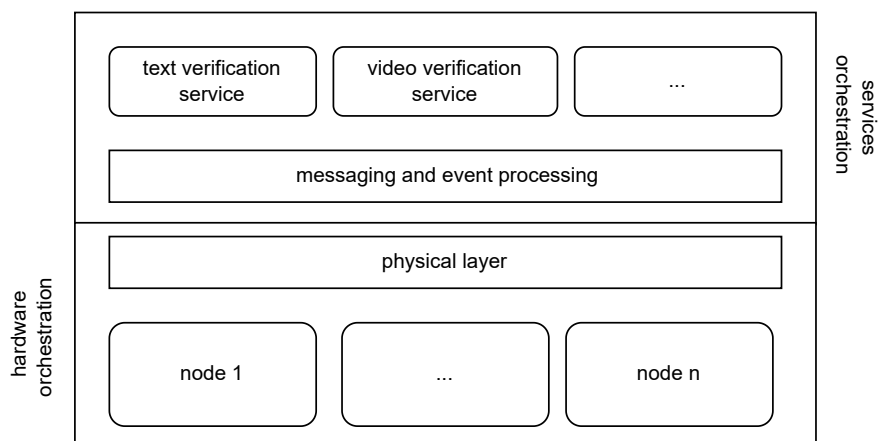 text verification
service
video verification
service
...
services
orchestration
messaging and event processing
physical layer
hardware
orchestration
node 1
...
node n